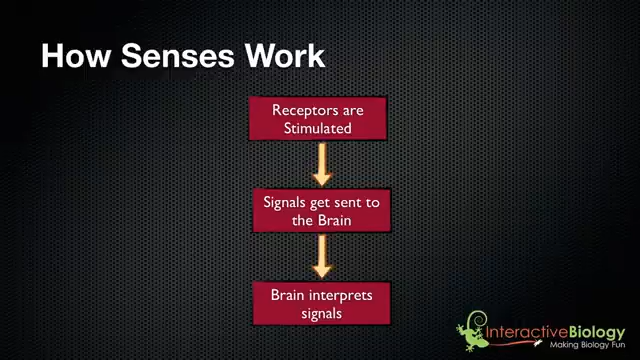 How Senses Work
Receptors are
Stimulated
Signals get sent to
the Brain
Brain interprets
signals
InteractiveBiology
Making Biology Fun